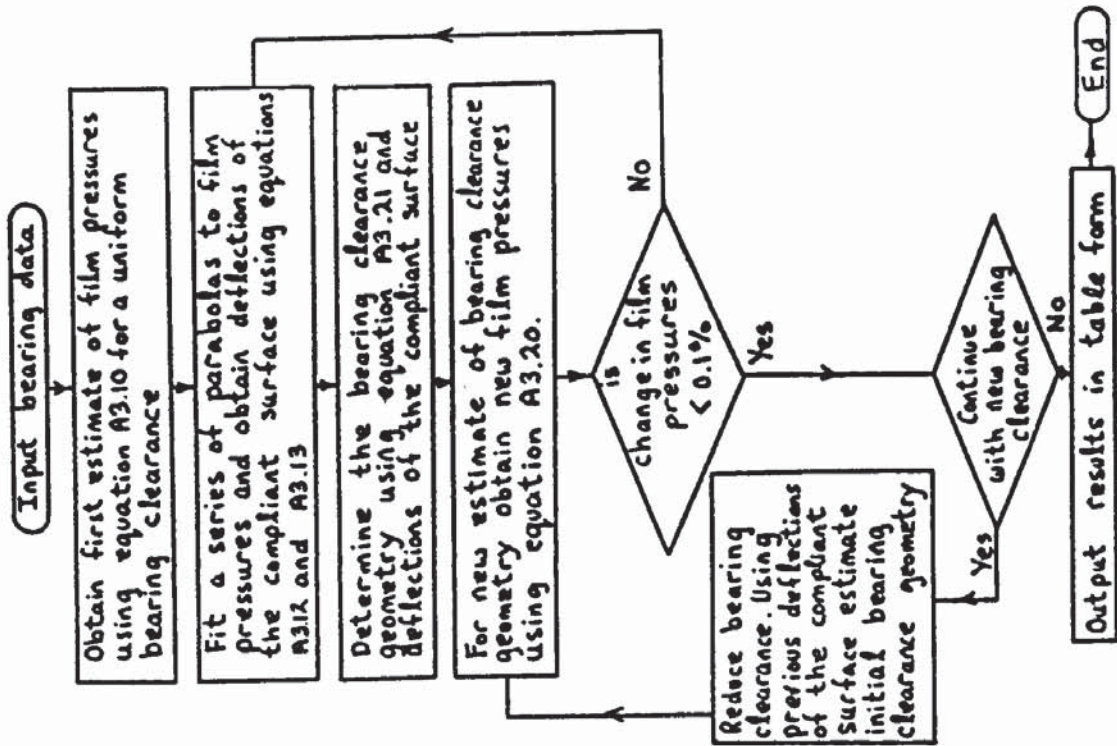 Input bearing data
Obtain first estimate of film pressures
using equation A3.10 for a uniform
bearing clearance
Fit a series of parabolas to film
pressures and obtain deflections of
the compliant surface using equations
A3.12 and A3.13
Determine the bearing clearance
geometry using equation A3.21 and
deflections of the compliant surface
For new estimate of bearing clearance
geometry obtain new film pressures
using equation A3.20.
is
change in film
pressures
< 0.1%
No
Yes
Continue
with new bearing
clearance
Yes
No
Reduce bearing
clearance. Using
previous deflections
of the compliant
surface estimate
initial bearing
clearance geometry
Output results in table form
End